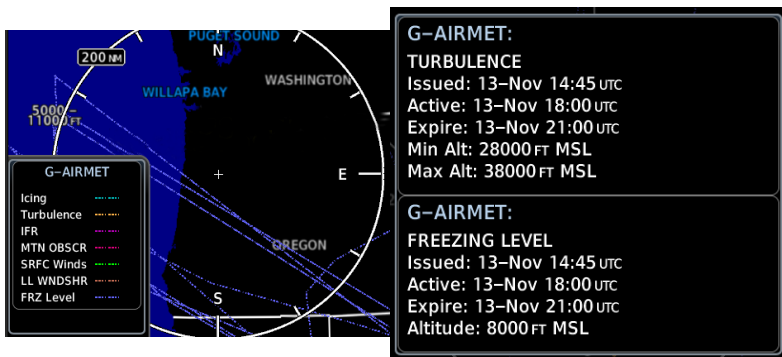 PUGET SOUND
N
200 NM
WASHINGTON
WILLAPA BAY
5000 –
11000 FT
E
OREGON
S
G–AIRMET
Icing
Turbulence
IFR
MTN OBSCR
SRFC Winds
LL WNDSHR
FRZ Level
G–AIRMET:
TURBULENCE
Issued: 13–Nov 14:45 UTC
Active: 13–Nov 18:00 UTC
Expire: 13–Nov 21:00 UTC
Min Alt: 28000 FT MSL
Max Alt: 38000 FT MSL
G–AIRMET:
FREEZING LEVEL
Issued: 13–Nov 14:45 UTC
Active: 13–Nov 18:00 UTC
Expire: 13–Nov 21:00 UTC
Altitude: 8000 FT MSL